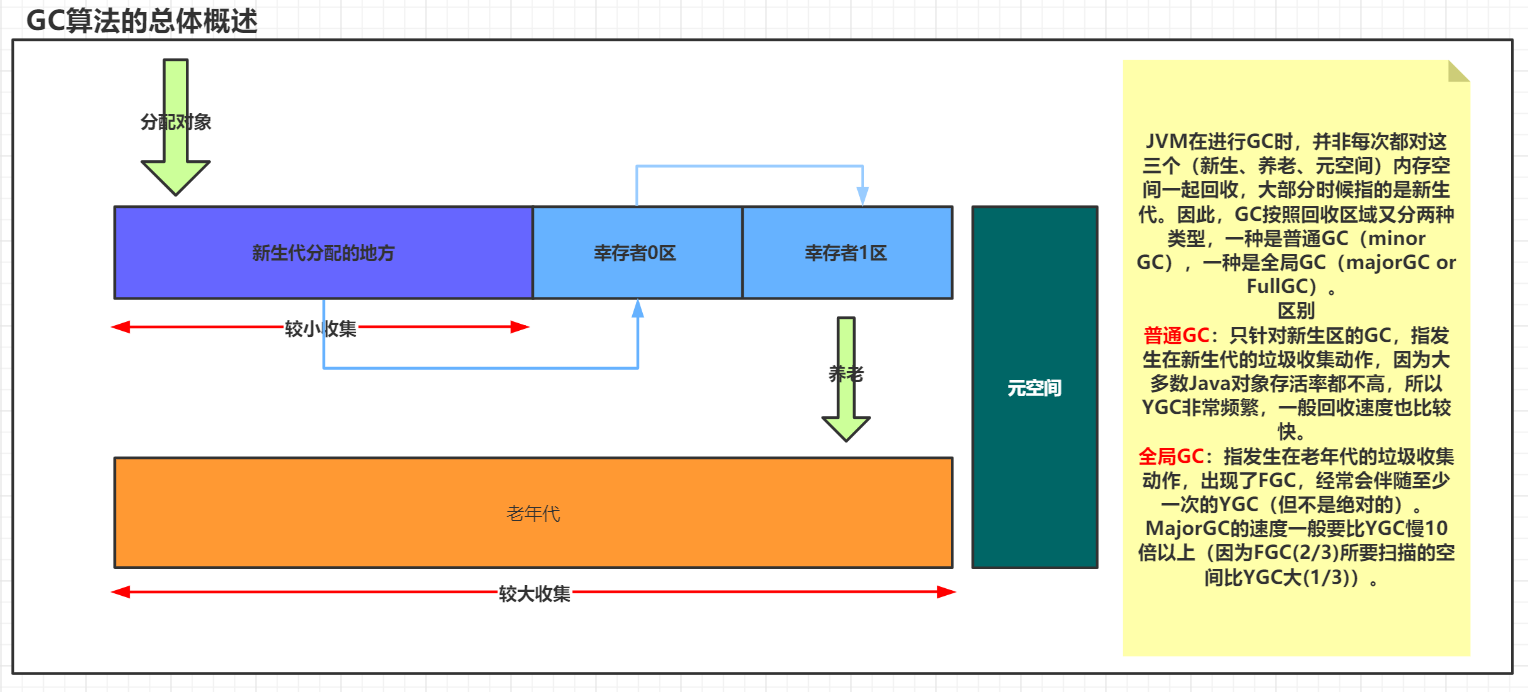 GC算法的总体概述
分配对象
新生代分配的地方
幸存者0区
幸存者1区
较小收集
养老
元空间
老年代
较大收集
JVM在进行GC时，并非每次都对这
三个（新生、养老、元空间）内存空
间一起回收，大部分时候指的是新生
代。因此，GC按照回收区域又分两种
类型，一种是普通GC（minor
GC），一种是全局GC（majorGC or
FullGC）。
区别
普通GC：只针对新生区的GC，指发
生在新生代的垃圾收集动作，因为大
多数Java对象存活率都不高，所以
YGC非常频繁，一般回收速度也比较
快。
全局GC：指发生在老年代的垃圾收集
动作，出现了FGC，经常会伴随至少
一次的YGC（但不是绝对的）。
MajorGC的速度一般要比YGC慢10
倍以上（因为FGC(2/3)所要扫描的空
间比YGC大(1/3)）。